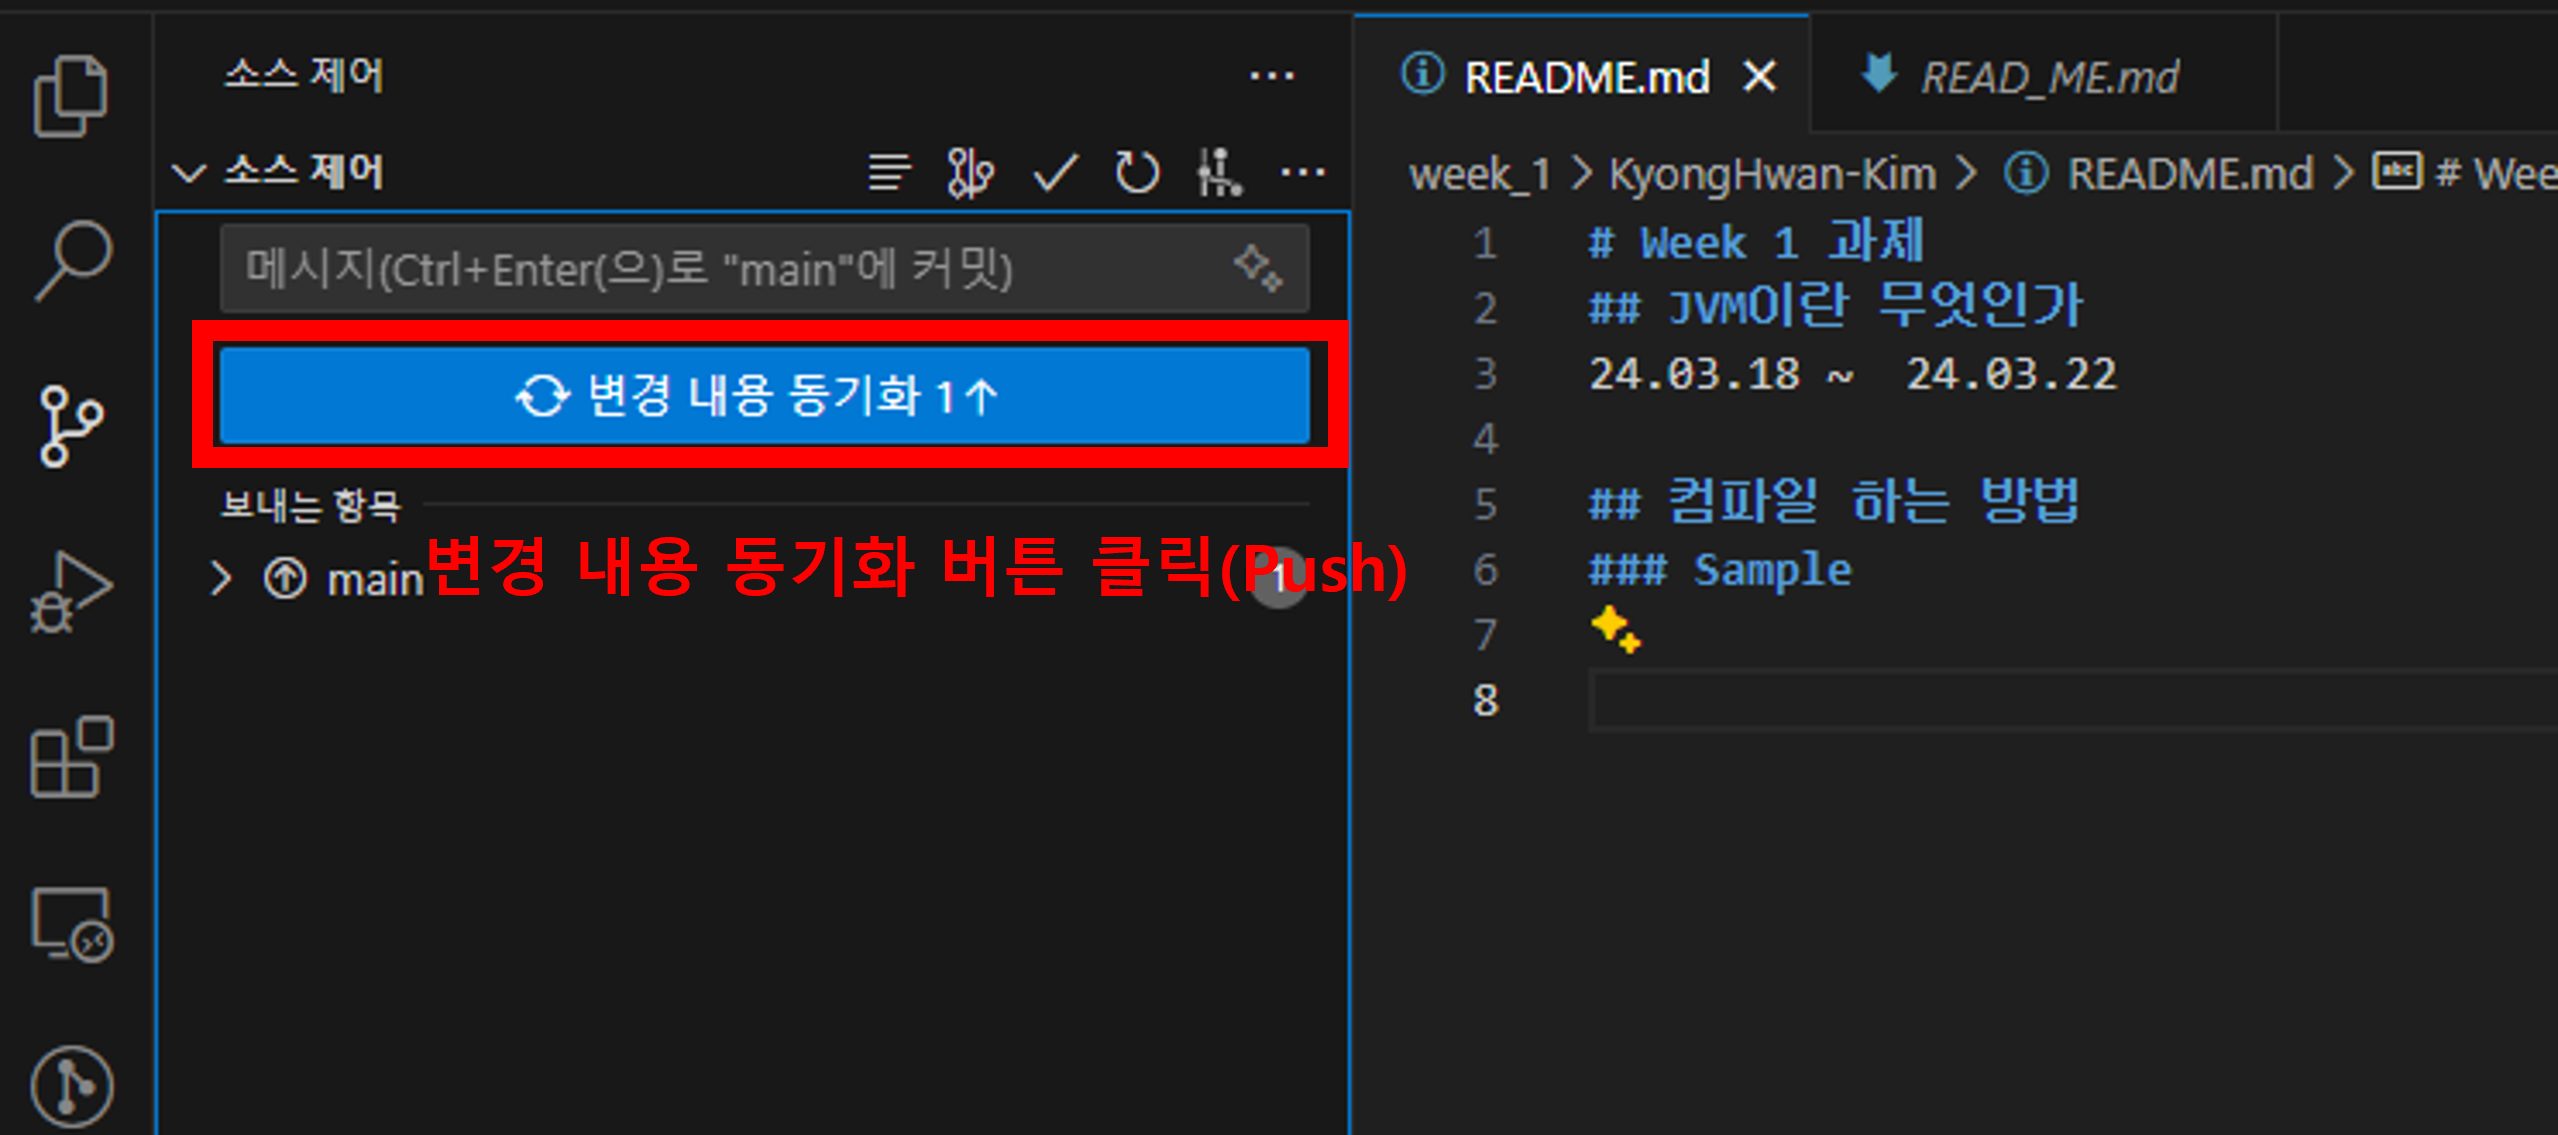 소스 제어
소스 제어
메시지(Ctrl+Enter(으)로 "main"에 커밋)
변경 내용 동기화 1↑
보내는 항목
main
1
변경 내용 동기화 버튼 클릭(Push)
README.md
READ_ME.md
week_1 > KyongHwan-Kim > README.md > # Wee
1 # Week 1 과제
2 ## JVM이란 무엇인가
3 24.03.18 ~  24.03.22
4
5 ## 컴파일 하는 방법
6 ### Sample
7
8